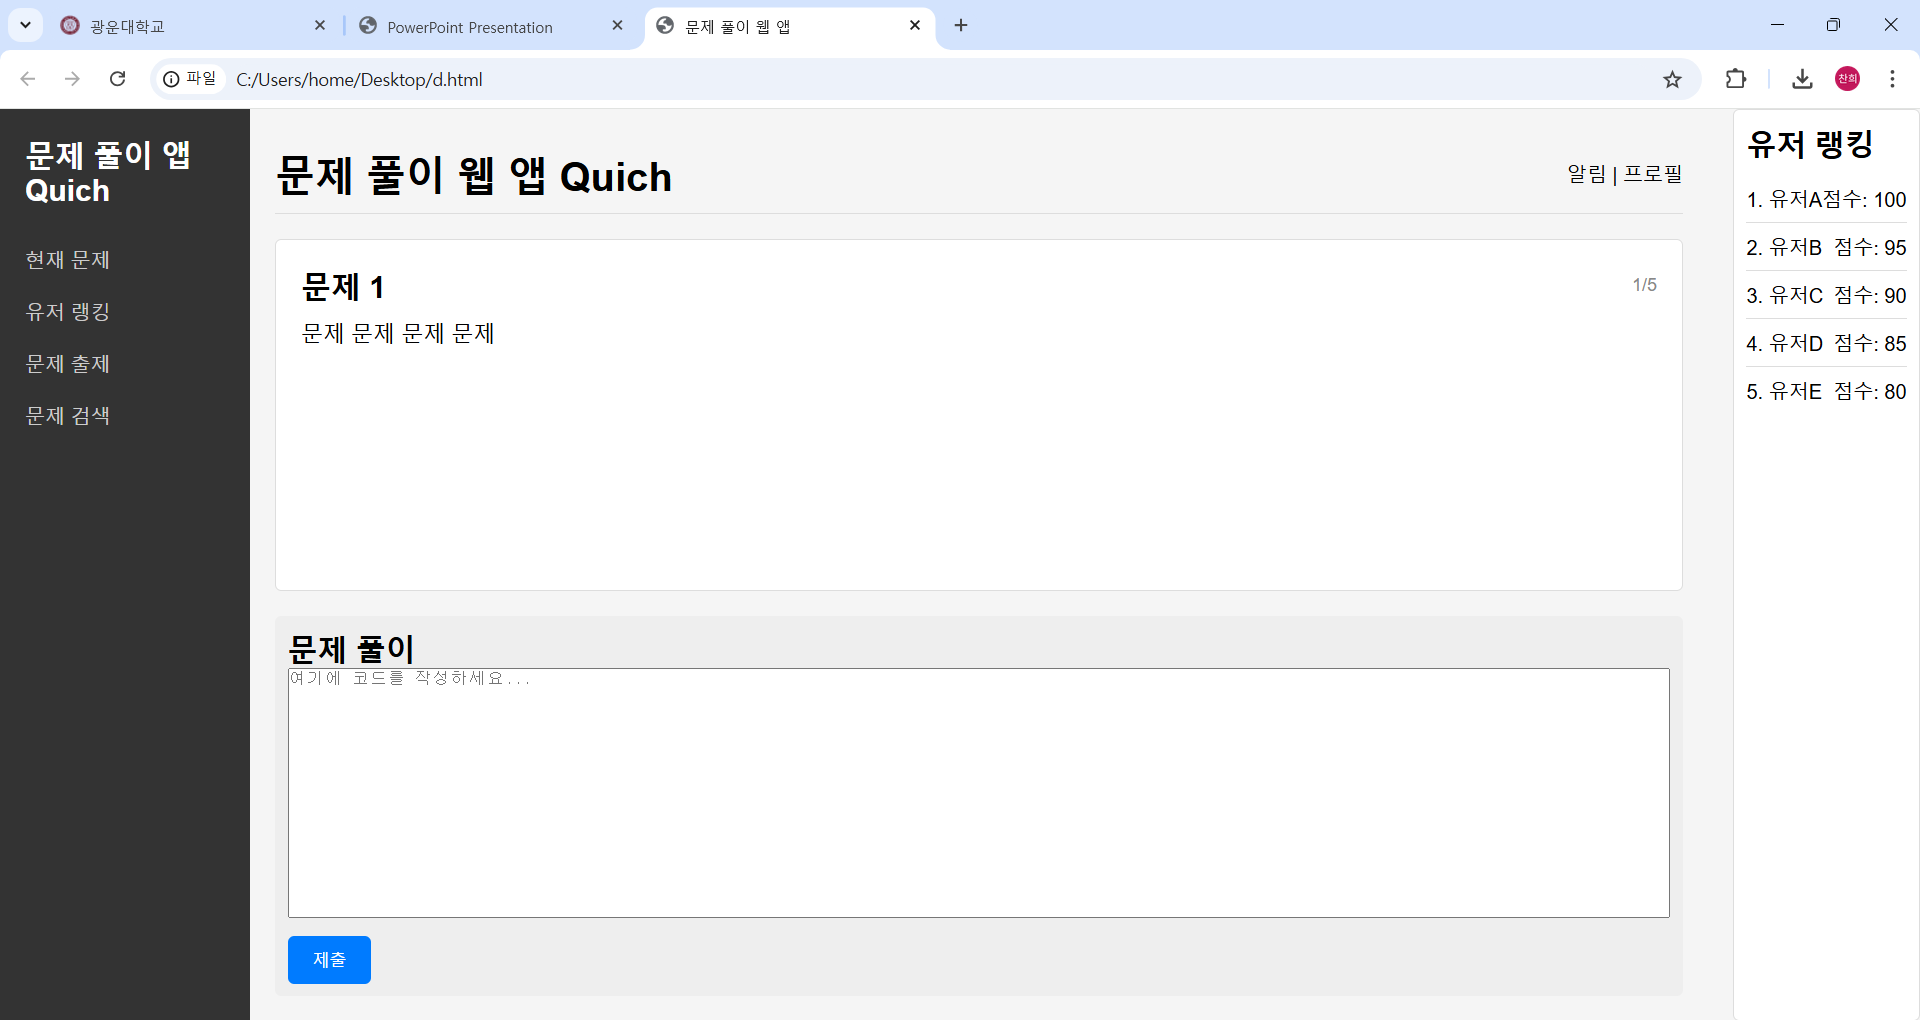 광운대학교
PowerPoint Presentation
문제 풀이 웹 앱
파일
C:/Users/home/Desktop/d.html
찬희
문제 풀이 앱
Quich
현재 문제
유저 랭킹
문제 출제
문제 검색
문제 풀이 웹 앱 Quich
알림 | 프로필
문제 1
1/5
문제 문제 문제 문제
문제 풀이
여기에 코드를 작성하세요...
제출
유저 랭킹
1. 유저A점수: 100
2. 유저B 점수: 95
3. 유저C 점수: 90
4. 유저D 점수: 85
5. 유저E 점수: 80